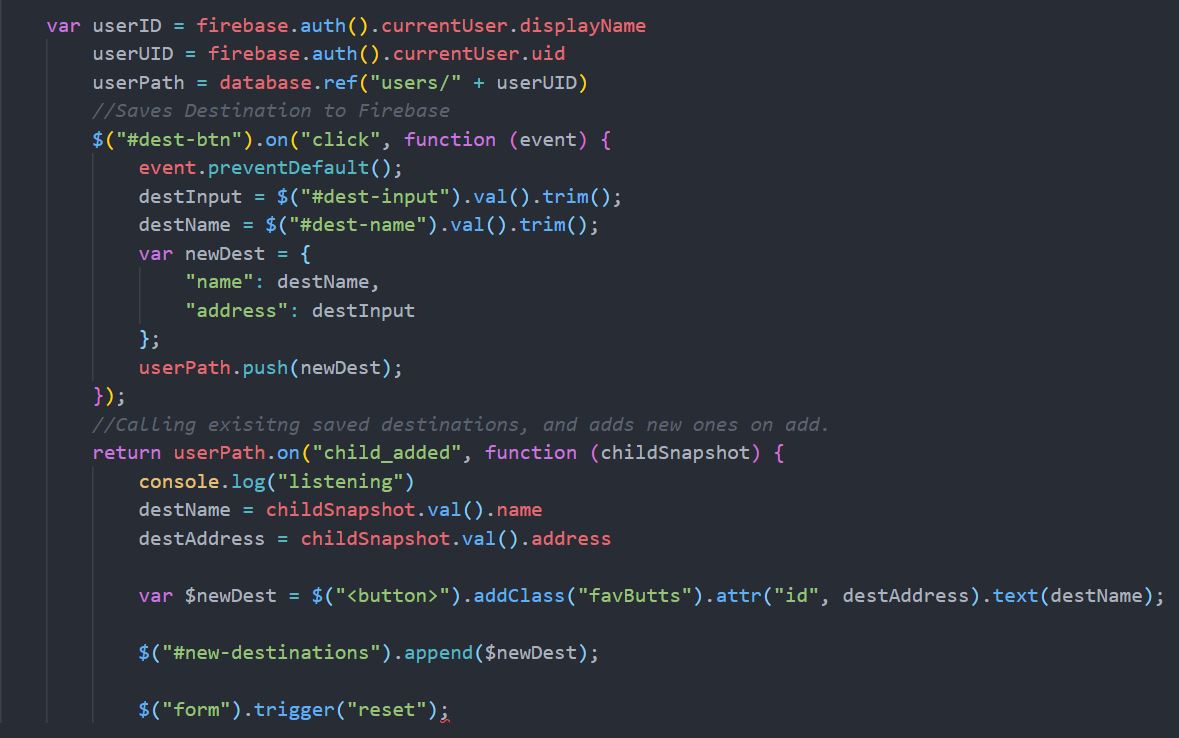 var userID = firebase.auth().currentUser.displayName
userUID = firebase.auth().currentUser.uid
userPath = database.ref("users/" + userUID)
//Saves Destination to Firebase
$("#dest-btn").on("click", function (event) {
event.preventDefault();
destInput = $("#dest-input").val().trim();
destName = $("#dest-name").val().trim();
var newDest = {
"name": destName,
"address": destInput
};
userPath.push(newDest);
});
//Calling exisitng saved destinations, and adds new ones on add.
return userPath.on("child_added", function (childSnapshot) {
console.log("listening")
destName = childSnapshot.val().name
destAddress = childSnapshot.val().address
var $newDest = $("<button>").addClass("favButts").attr("id", destAddress).text(destName);
$("#new-destinations").append($newDest);
$("form").trigger("reset");